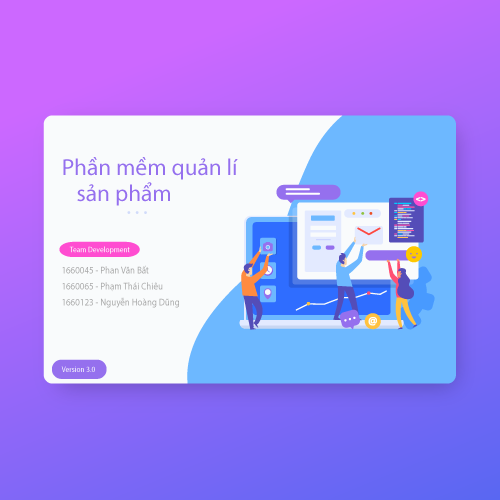 Phần mềm quản lí
sản phẩm
Team Development
1660045 - Phan Văn Bắt
1660065 - Phạm Thái Chiêu
1660123 - Nguyễn Hoàng Dũng
Version 3.0